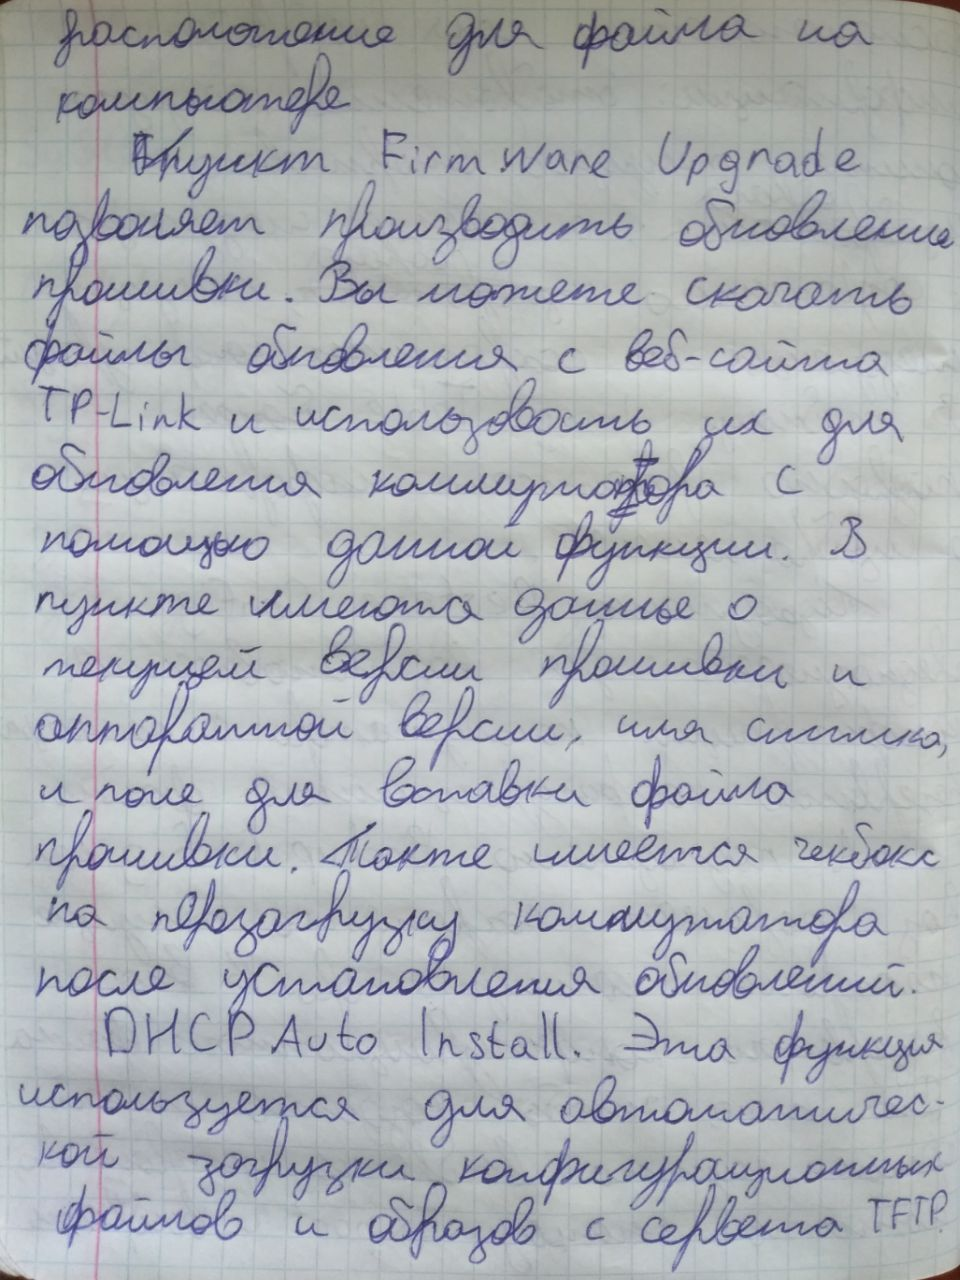 расположение для файла на
компьютере
Пункт Firmware Upgrade
позволяет производить обновление
прошивки. Вы можете скачать
файлы обновления с веб-сайта
TP-Link и использовать их для
обновления коммутатора с
помощью данной функции. В
пункте имеются данные о
текущей версии прошивки и
аппаратной версии, имя снимка,
и поле для вставки файла
прошивки. Также имеется чекбокс
на перезагрузку коммутатора
после установления обновлений.
DHCP Auto Install. Эта функция
используется для автоматичес-
кой загрузки конфигурационных
файлов и образов с сервета TFTP.